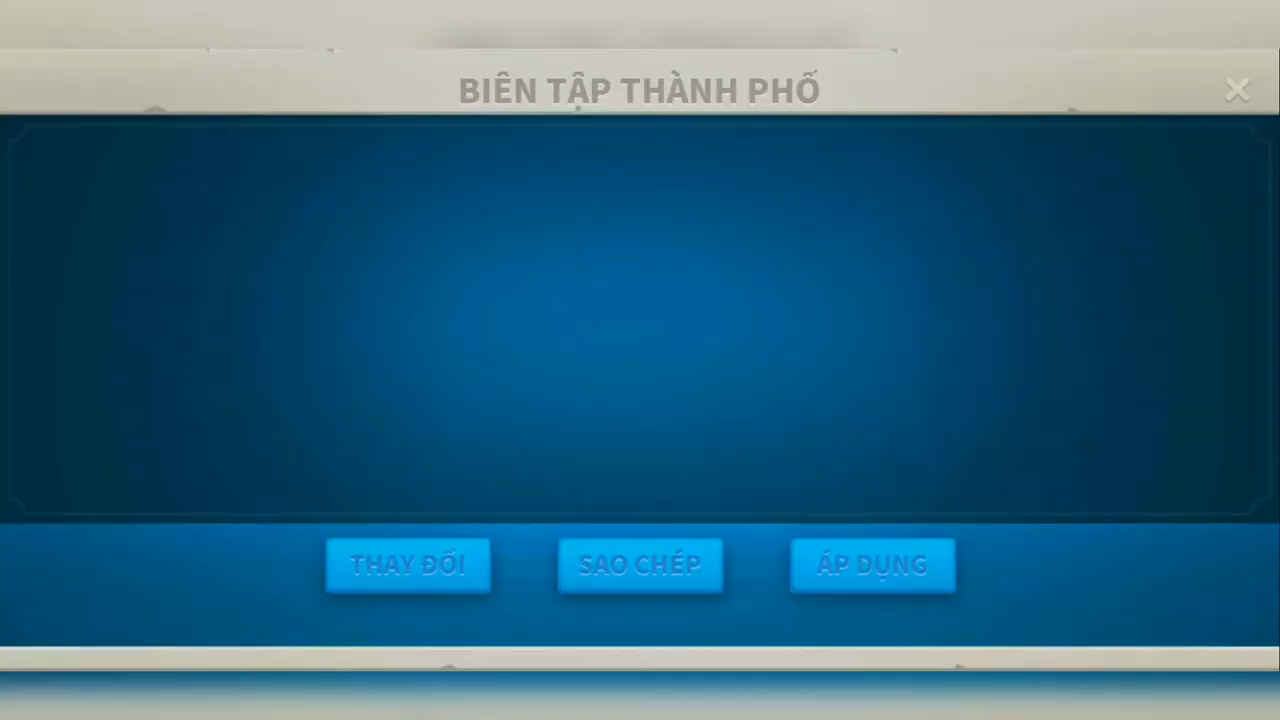 BIÊN TẬP THÀNH PHỐ
THAY ĐỔI
SAO CHÉP
ÁP DỤNG